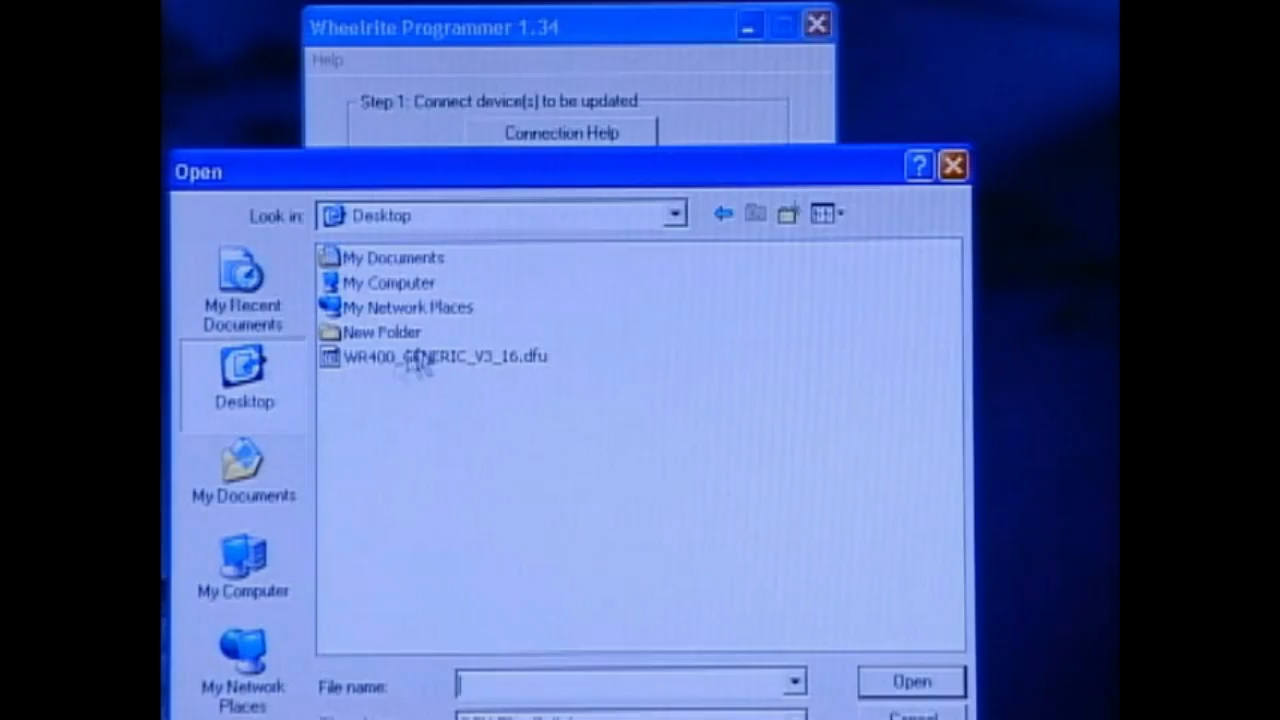 Wheelrite Programmer 1.34
Help
Step 1: Connect device(s) to be updated
Connection Help
Open
Look in:
Desktop
My Documents
My Computer
My Network Places
New Folder
WR400_GENERIC_V3_16.dfu
My Recent
Documents
Desktop
My Documents
My Computer
My Network
Places
File name:
Open
Cancel